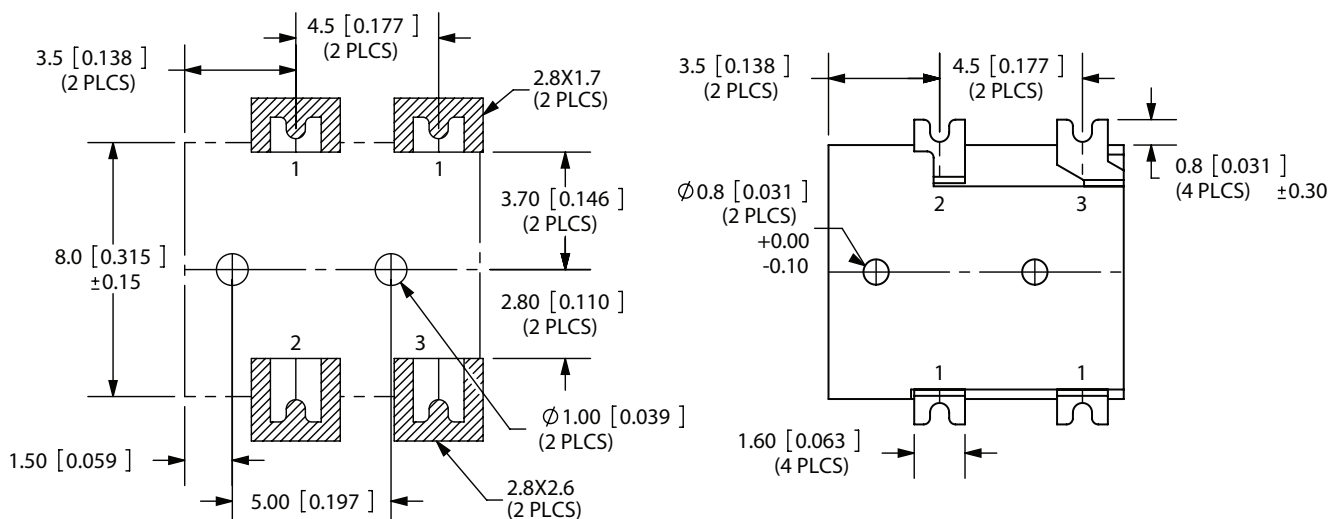 4.5 [0.177]
(2 PLCS)
3.5 [0.138]
(2 PLCS)
2.8X1.7
(2 PLCS)
1
1
3.70 [0.146]
(2 PLCS)
8.0 [0.315]
±0.15
2.80 [0.110]
(2 PLCS)
2
3
Ø1.00 [0.039]
(2 PLCS)
1.50 [0.059]
5.00 [0.197]
2.8X2.6
(2 PLCS)
3.5 [0.138]
(2 PLCS)
4.5 [0.177]
(2 PLCS)
0.8 [0.031]
(4 PLCS) ±0.30
Ø0.8 [0.031]
(2 PLCS)
+0.00
-0.10
2
3
1
1
1.60 [0.063]
(4 PLCS)